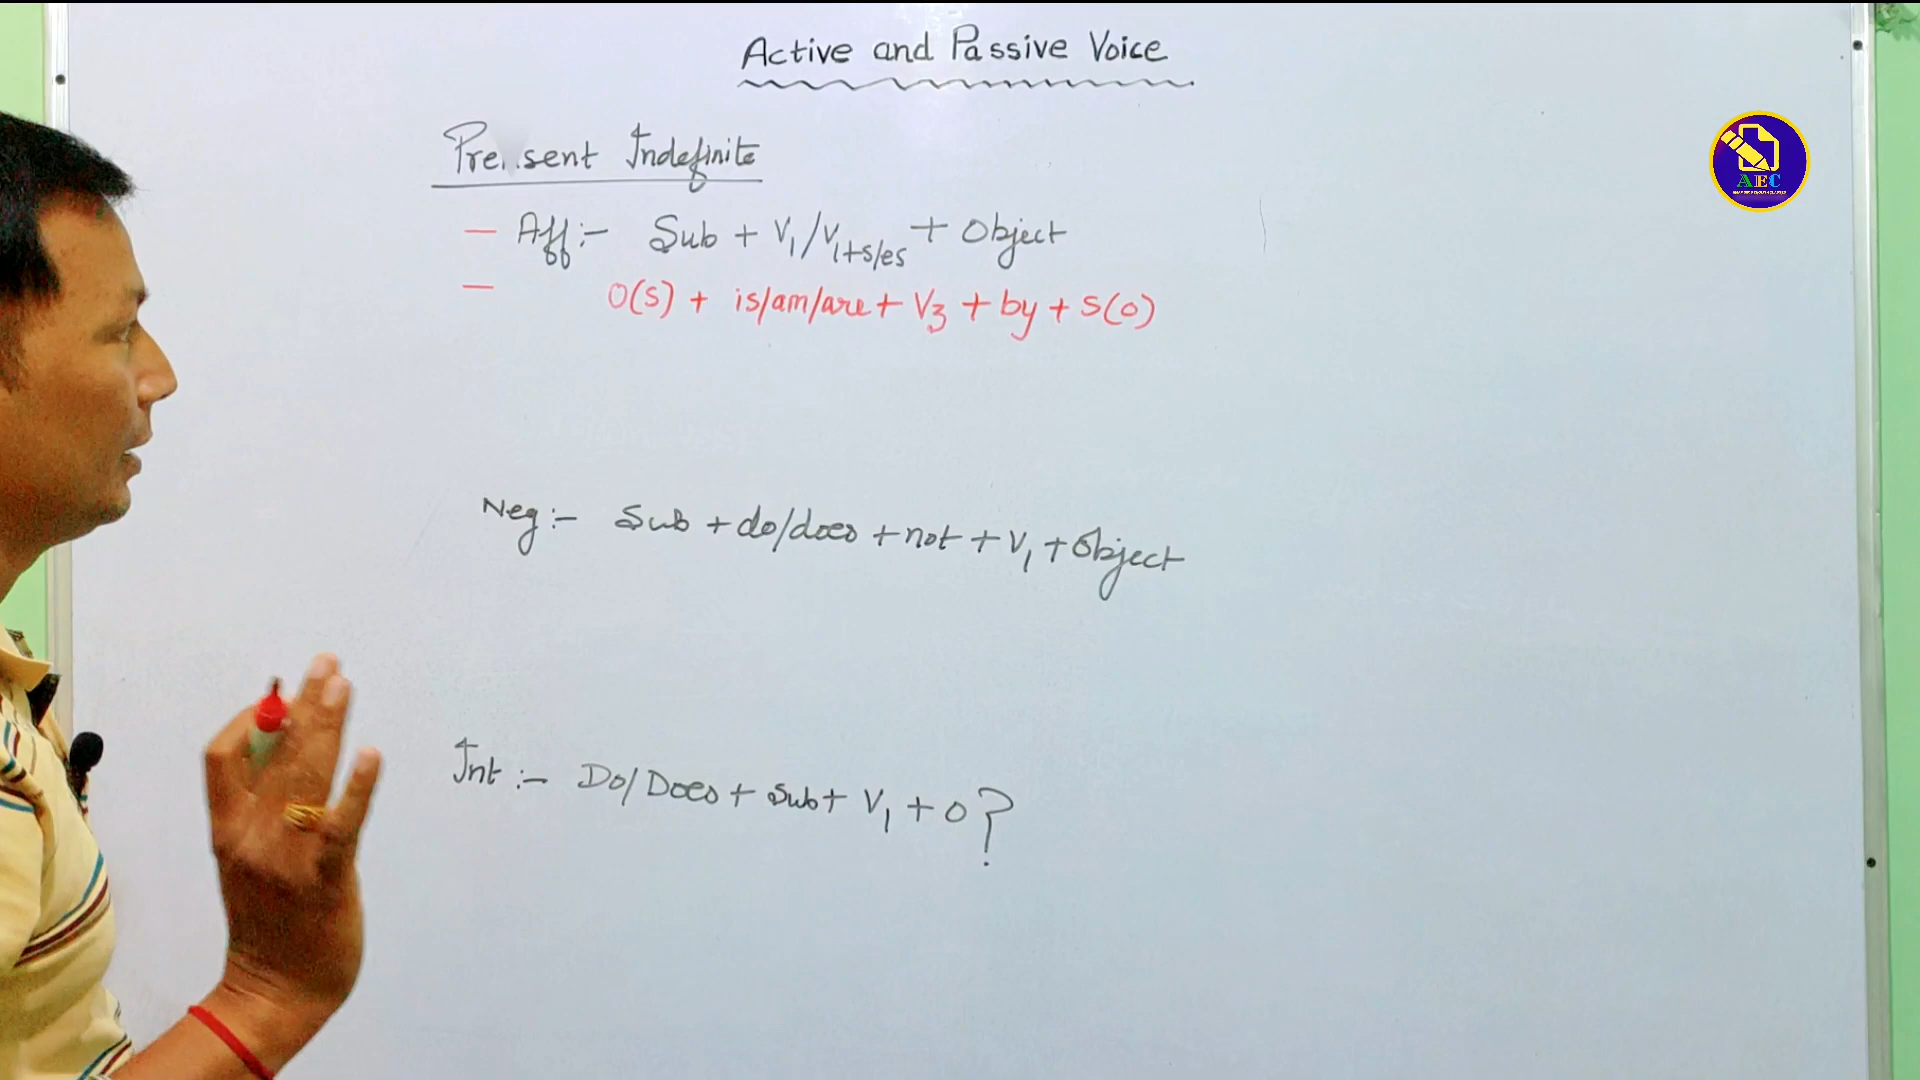 Active and Passive Voice
Present Indefinite
— Aff:- Sub + V1/V1+s/es + Object
— O(S) + is/am/are + V3 + by + S(O)
Neg:- Sub + do/does + not + V1 + Object
Int:- Do/Does + Sub + V1 + O?
AEC